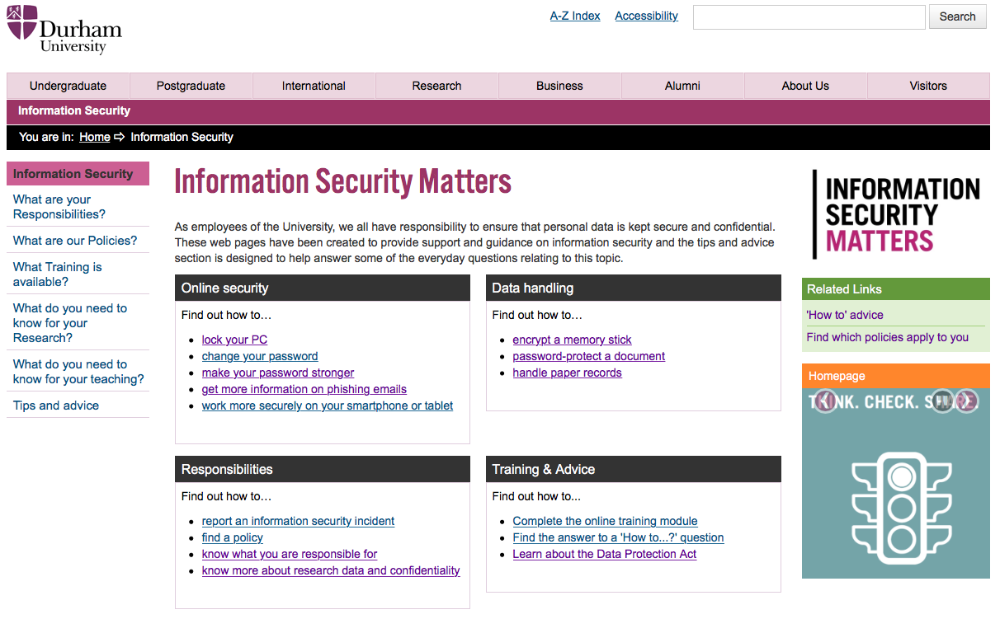 Durham
University
A-Z Index
Accessibility
Search
Undergraduate
Postgraduate
International
Research
Business
Alumni
About Us
Visitors
Information Security
You are in: Home ⇨ Information Security
Information Security
What are your
Responsibilities?
What are our Policies?
What Training is
available?
What do you need to
know for your
Research?
What do you need to
know for your teaching?
Tips and advice
Information Security Matters
As employees of the University, we all have responsibility to ensure that personal data is kept secure and confidential.
These web pages have been created to provide support and guidance on information security and the tips and advice
section is designed to help answer some of the everyday questions relating to this topic.
Online security
Find out how to…
• lock your PC
• change your password
• make your password stronger
• get more information on phishing emails
• work more securely on your smartphone or tablet
Data handling
Find out how to…
• encrypt a memory stick
• password-protect a document
• handle paper records
Responsibilities
Find out how to…
• report an information security incident
• find a policy
• know what you are responsible for
• know more about research data and confidentiality
Training & Advice
Find out how to...
• Complete the online training module
• Find the answer to a 'How to...?' question
• Learn about the Data Protection Act
INFORMATION
SECURITY
MATTERS
Related Links
'How to' advice
Find which policies apply to you
Homepage
THINK. CHECK. SHARE.